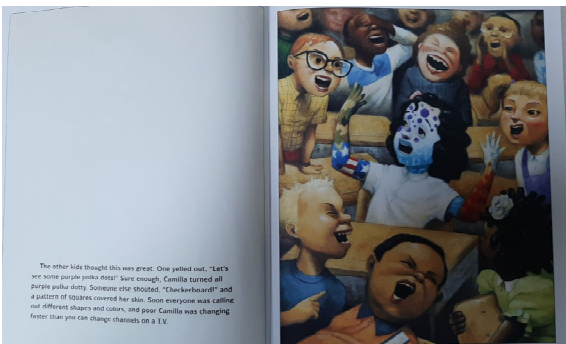 The other kids thought this was great. One yelled out, "Let's
see some purple polka dots!" Sure enough, Camilla turned all
purple polka dotty. Someone else shouted, "Checkerboard!" and
a pattern of squares covered her skin. Soon everyone was calling
out different shapes and colors, and poor Camilla was changing
faster than you can change channels on a T.V.